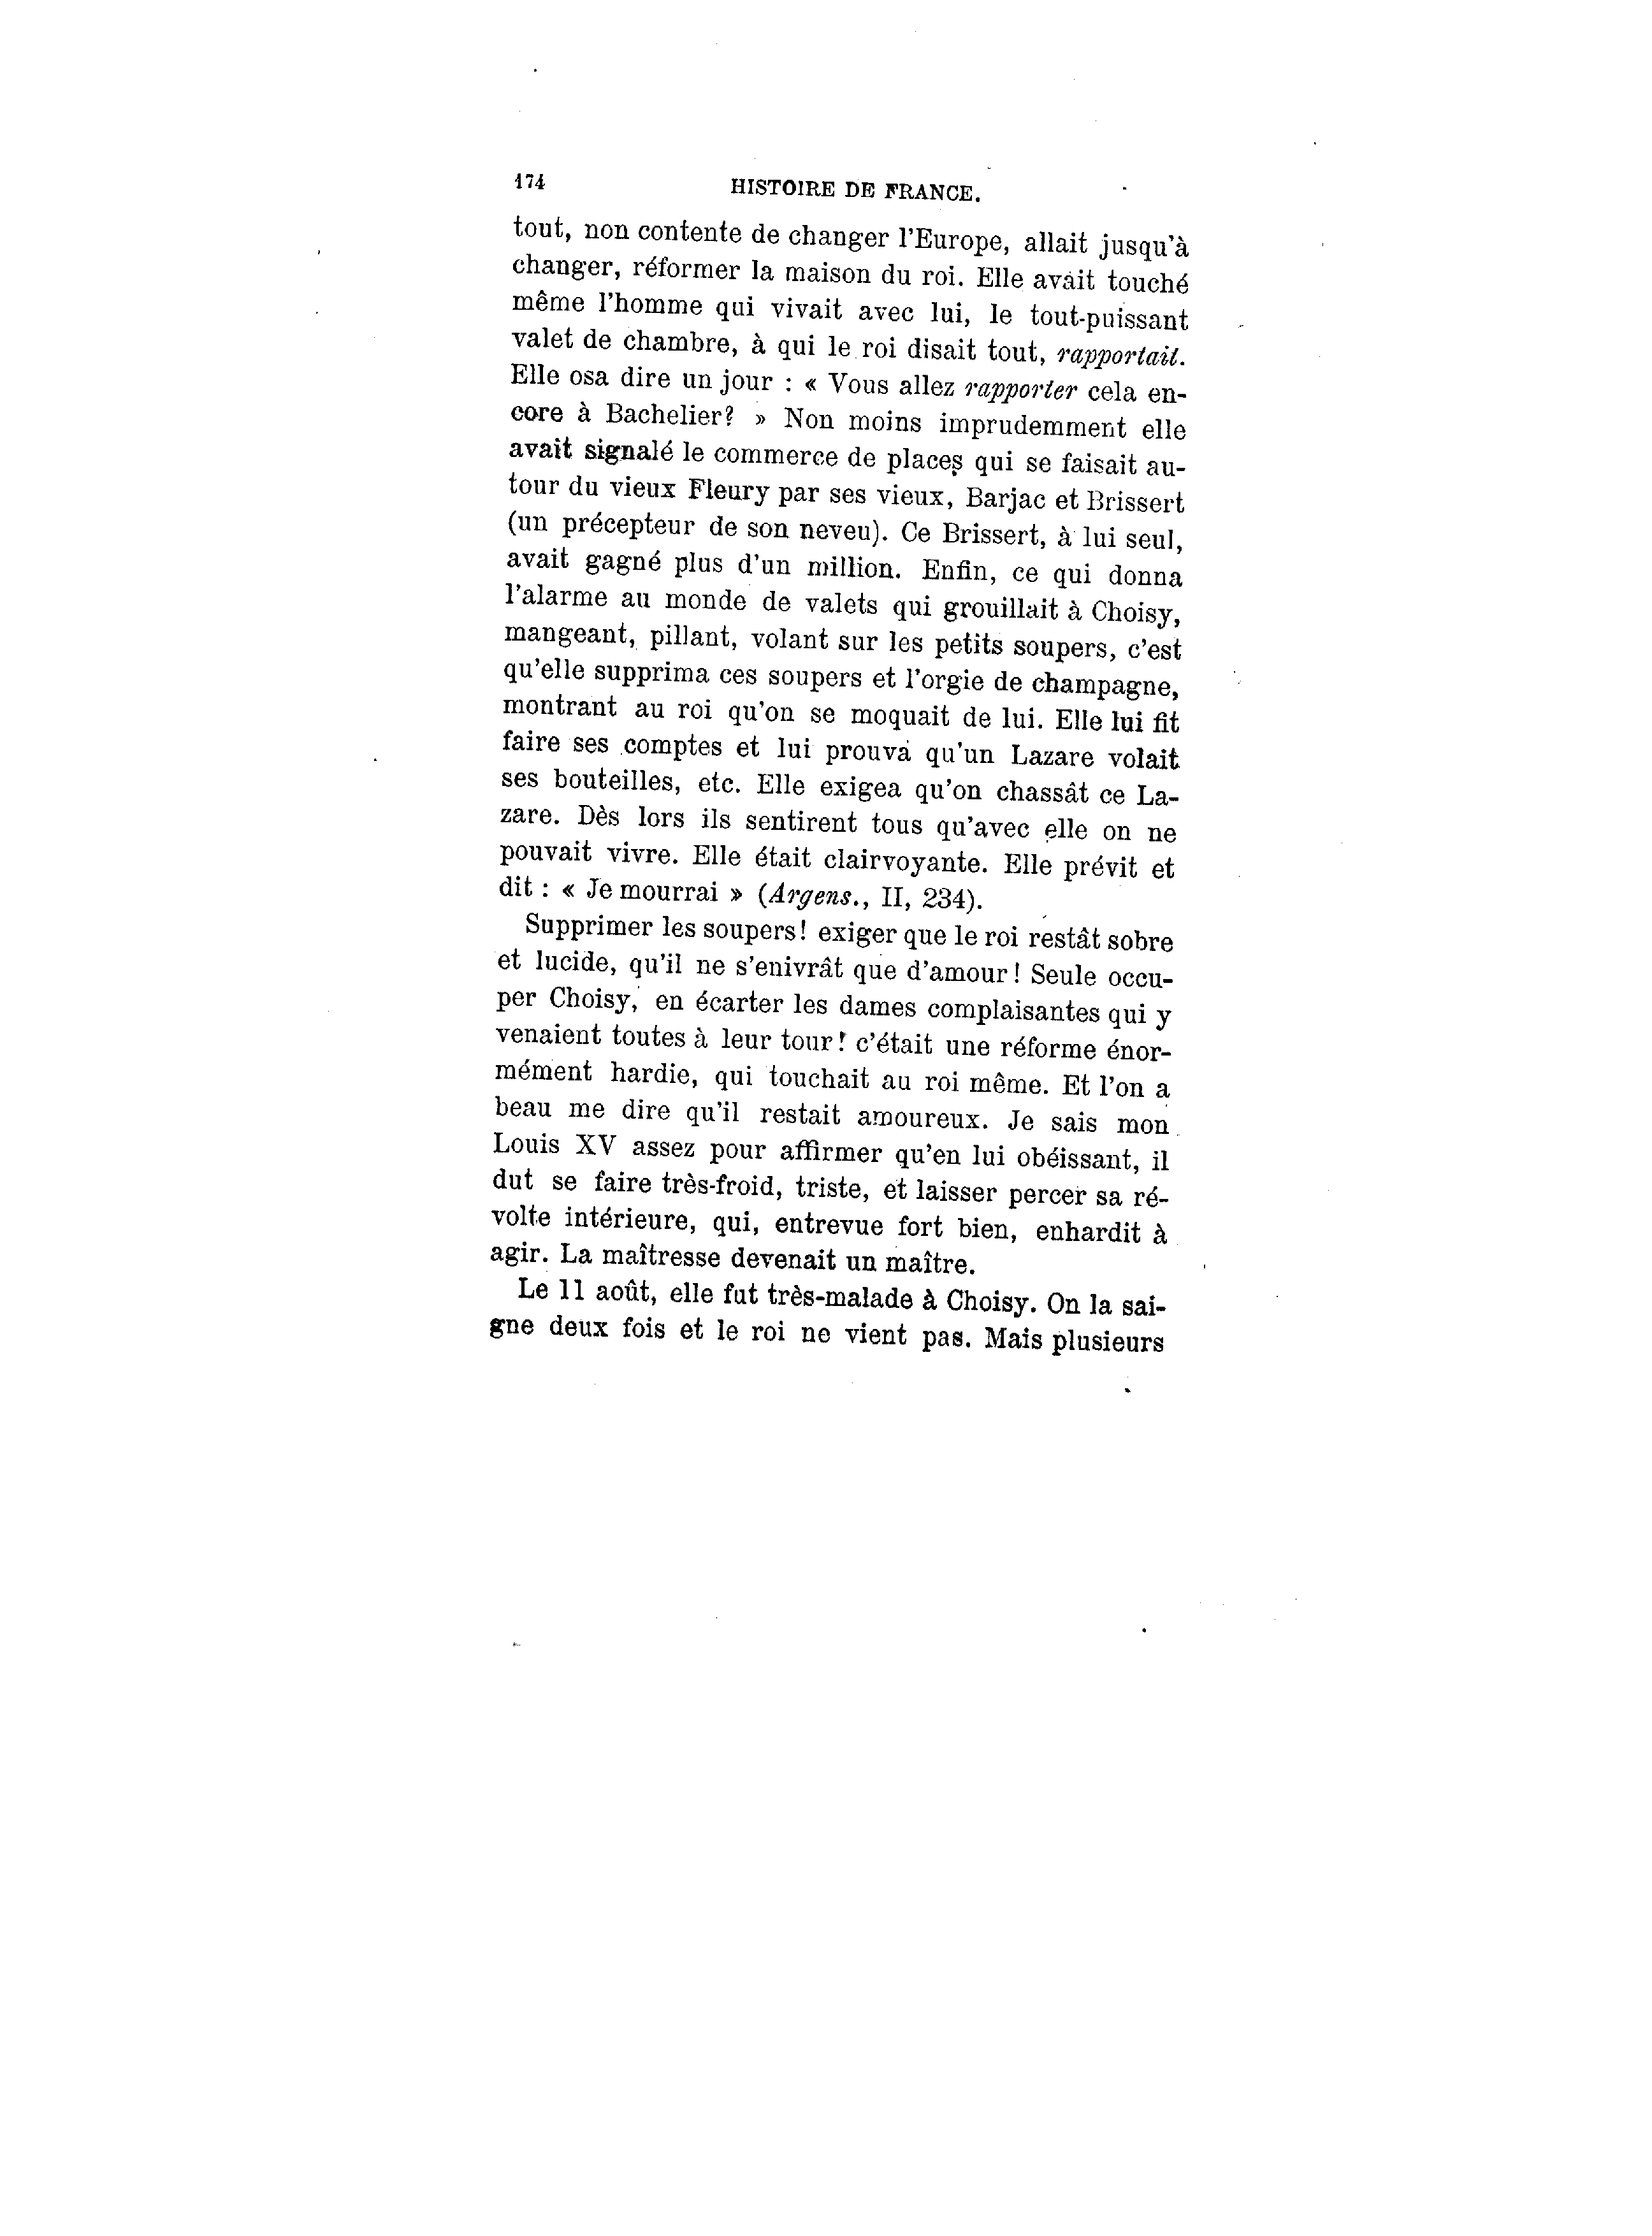 174
HISTOIRE DE FRANCE.
tout, non contente de changer l'Europe, allait jusqu'à
changer, réformer la maison du roi. Elle avait touché
même l'homme qui vivait avec lui, le tout-puissant
valet de chambre, à qui le roi disait tout, rapportait.
Elle osa dire un jour : « Vous allez rapporter cela en-
core à Bachelier? » Non moins imprudemment elle
avait signalé le commerce de places qui se faisait au-
tour du vieux Fleury par ses vieux, Barjac et Brissert
(un précepteur de son neveu). Ce Brissert, à lui seul,
avait gagné plus d'un million. Enfin, ce qui donna
l'alarme au monde de valets qui grouillait à Choisy,
mangeant, pillant, volant sur les petits soupers, c'est
qu'elle supprima ces soupers et l'orgie de champagne,
montrant au roi qu'on se moquait de lui. Elle lui fit
faire ses comptes et lui prouva qu'un Lazare volait
ses bouteilles, etc. Elle exigea qu'on chassât ce La-
zare. Dès lors ils sentirent tous qu'avec elle on ne
pouvait vivre. Elle était clairvoyante. Elle prévit et
dit : « Je mourrai » (Argens., II, 234).
Supprimer les soupers! exiger que le roi restât sobre
et lucide, qu'il ne s'enivrât que d'amour! Seule occu-
per Choisy, en écarter les dames complaisantes qui y
venaient toutes à leur tour! c'était une réforme énor-
mément hardie, qui touchait au roi même. Et l'on a
beau me dire qu'il restait amoureux. Je sais mon
Louis XV assez pour affirmer qu'en lui obéissant, il
dut se faire très-froid, triste, et laisser percer sa ré-
volte intérieure, qui, entrevue fort bien, enhardit à
agir. La maîtresse devenait un maître.
Le 11 août, elle fut très-malade à Choisy. On la sai-
gne deux fois et le roi ne vient pas. Mais plusieurs